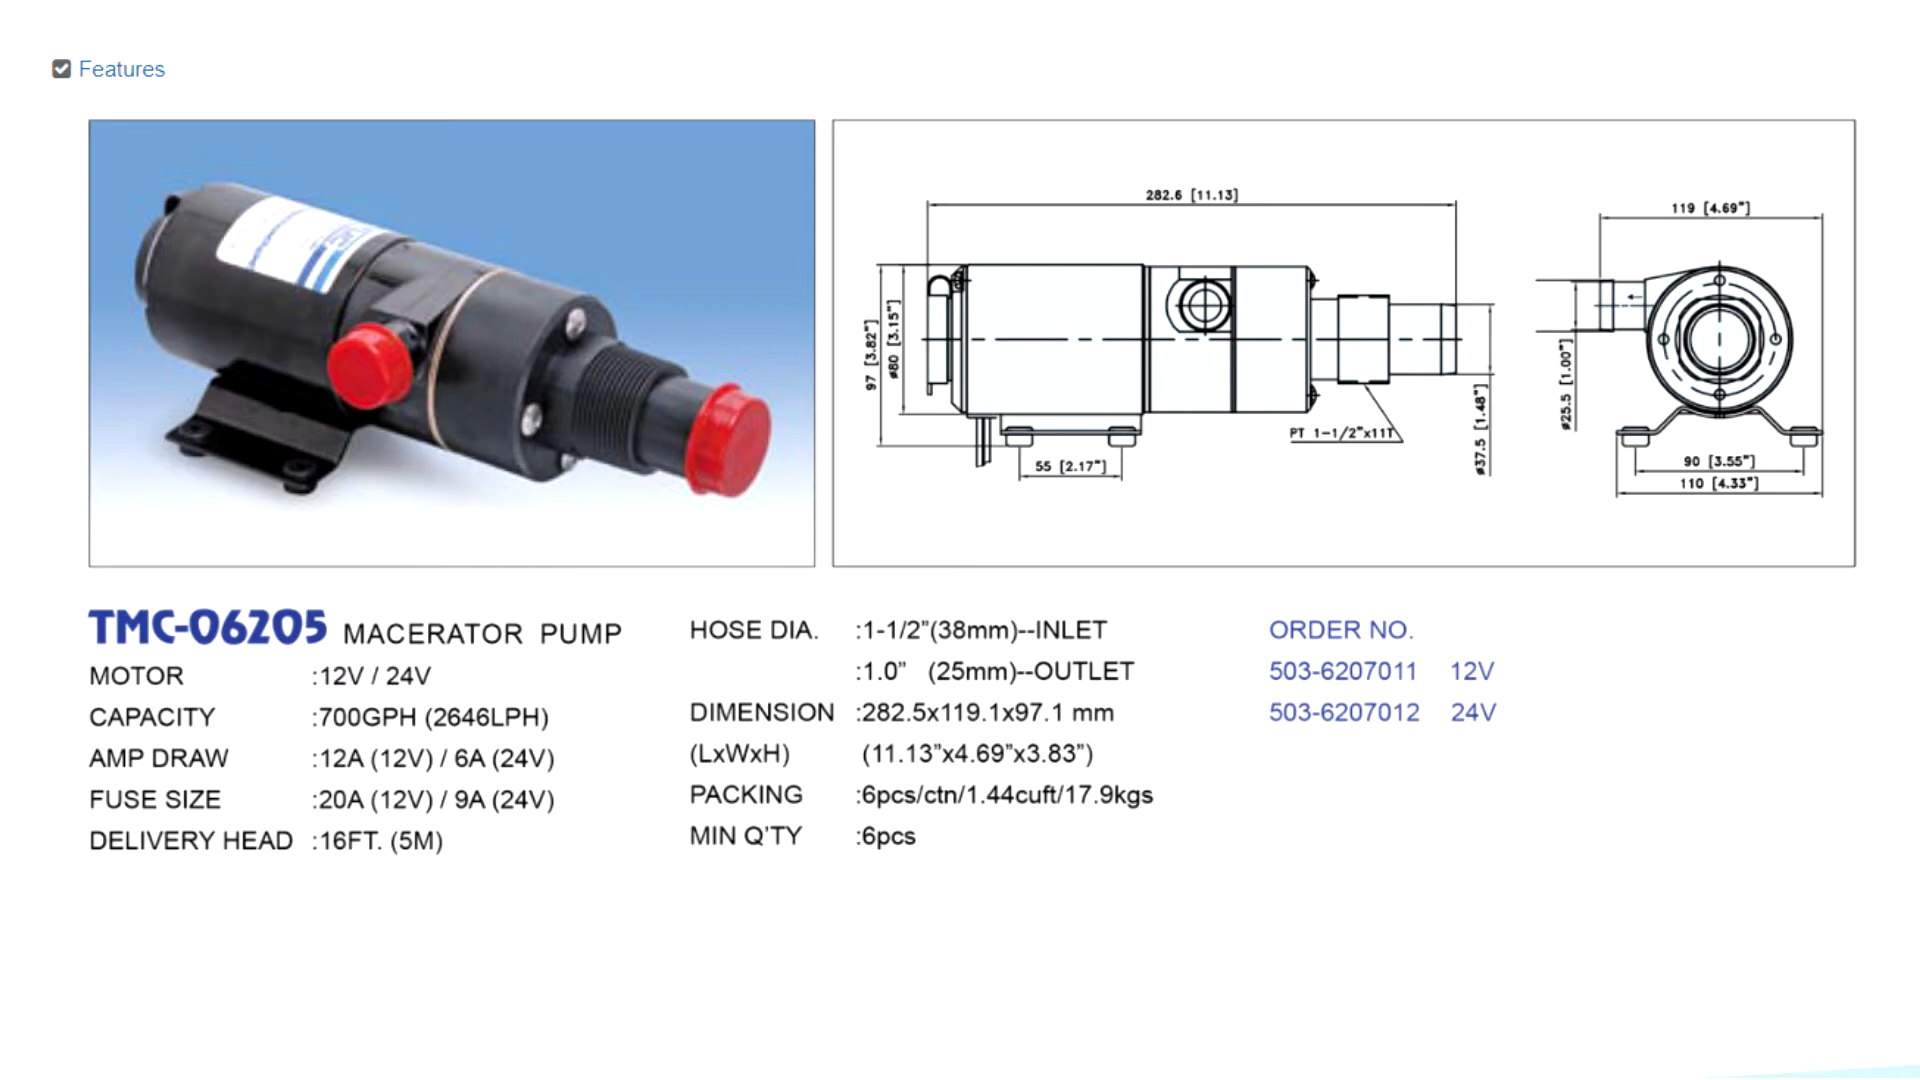 Features
282.6 [11.13]
119 [4.69"]
97 [3.82"]
ø80 [3.15"]
ø25.5 [1.00"]
ø37.5 [1.48"]
PT 1-1/2"x11T
55 [2.17"]
90 [3.55"]
110 [4.33"]
TMC-06205 MACERATOR PUMP
MOTOR :12V / 24V
CAPACITY :700GPH (2646LPH)
AMP DRAW :12A (12V) / 6A (24V)
FUSE SIZE :20A (12V) / 9A (24V)
DELIVERY HEAD :16FT. (5M)
HOSE DIA. :1-1/2”(38mm)--INLET
:1.0” (25mm)--OUTLET
DIMENSION :282.5x119.1x97.1 mm
(LxWxH) (11.13”x4.69”x3.83”)
PACKING :6pcs/ctn/1.44cuft/17.9kgs
MIN Q’TY :6pcs
ORDER NO.
503-6207011 12V
503-6207012 24V